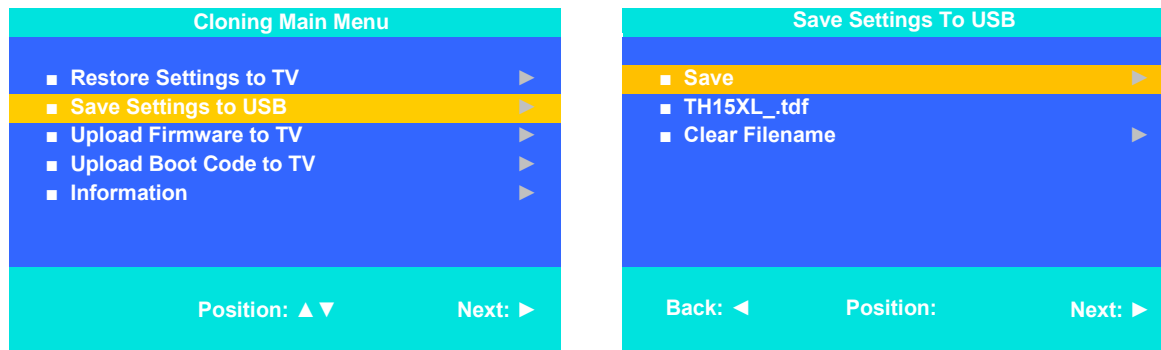 Cloning Main Menu
■ Restore Settings to TV ►
■ Save Settings to USB ►
■ Upload Firmware to TV ►
■ Upload Boot Code to TV ►
■ Information ►
Position: ▲▼ Next: ►
Save Settings To USB
■ Save ►
■ TH15XL_.tdf
■ Clear Filename ►
Back: ◄ Position: Next: ►